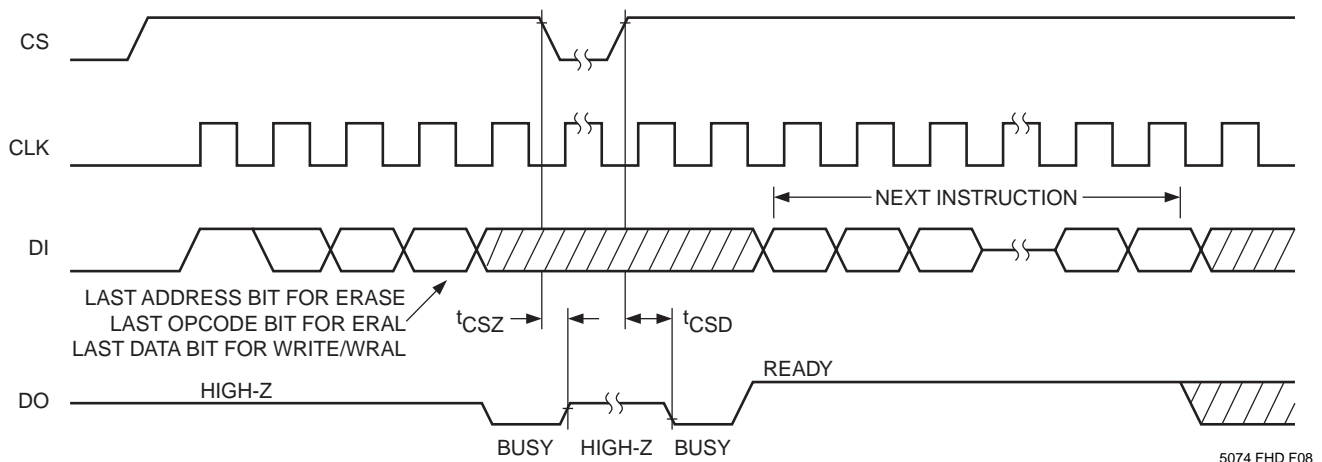 CS
CLK
NEXT INSTRUCTION
DI
LAST ADDRESS BIT FOR ERASE
LAST OPCODE BIT FOR ERAL
LAST DATA BIT FOR WRITE/WRAL
tCSZ
tCSD
READY
HIGH-Z
DO
BUSY HIGH-Z BUSY
5074 FHD F08